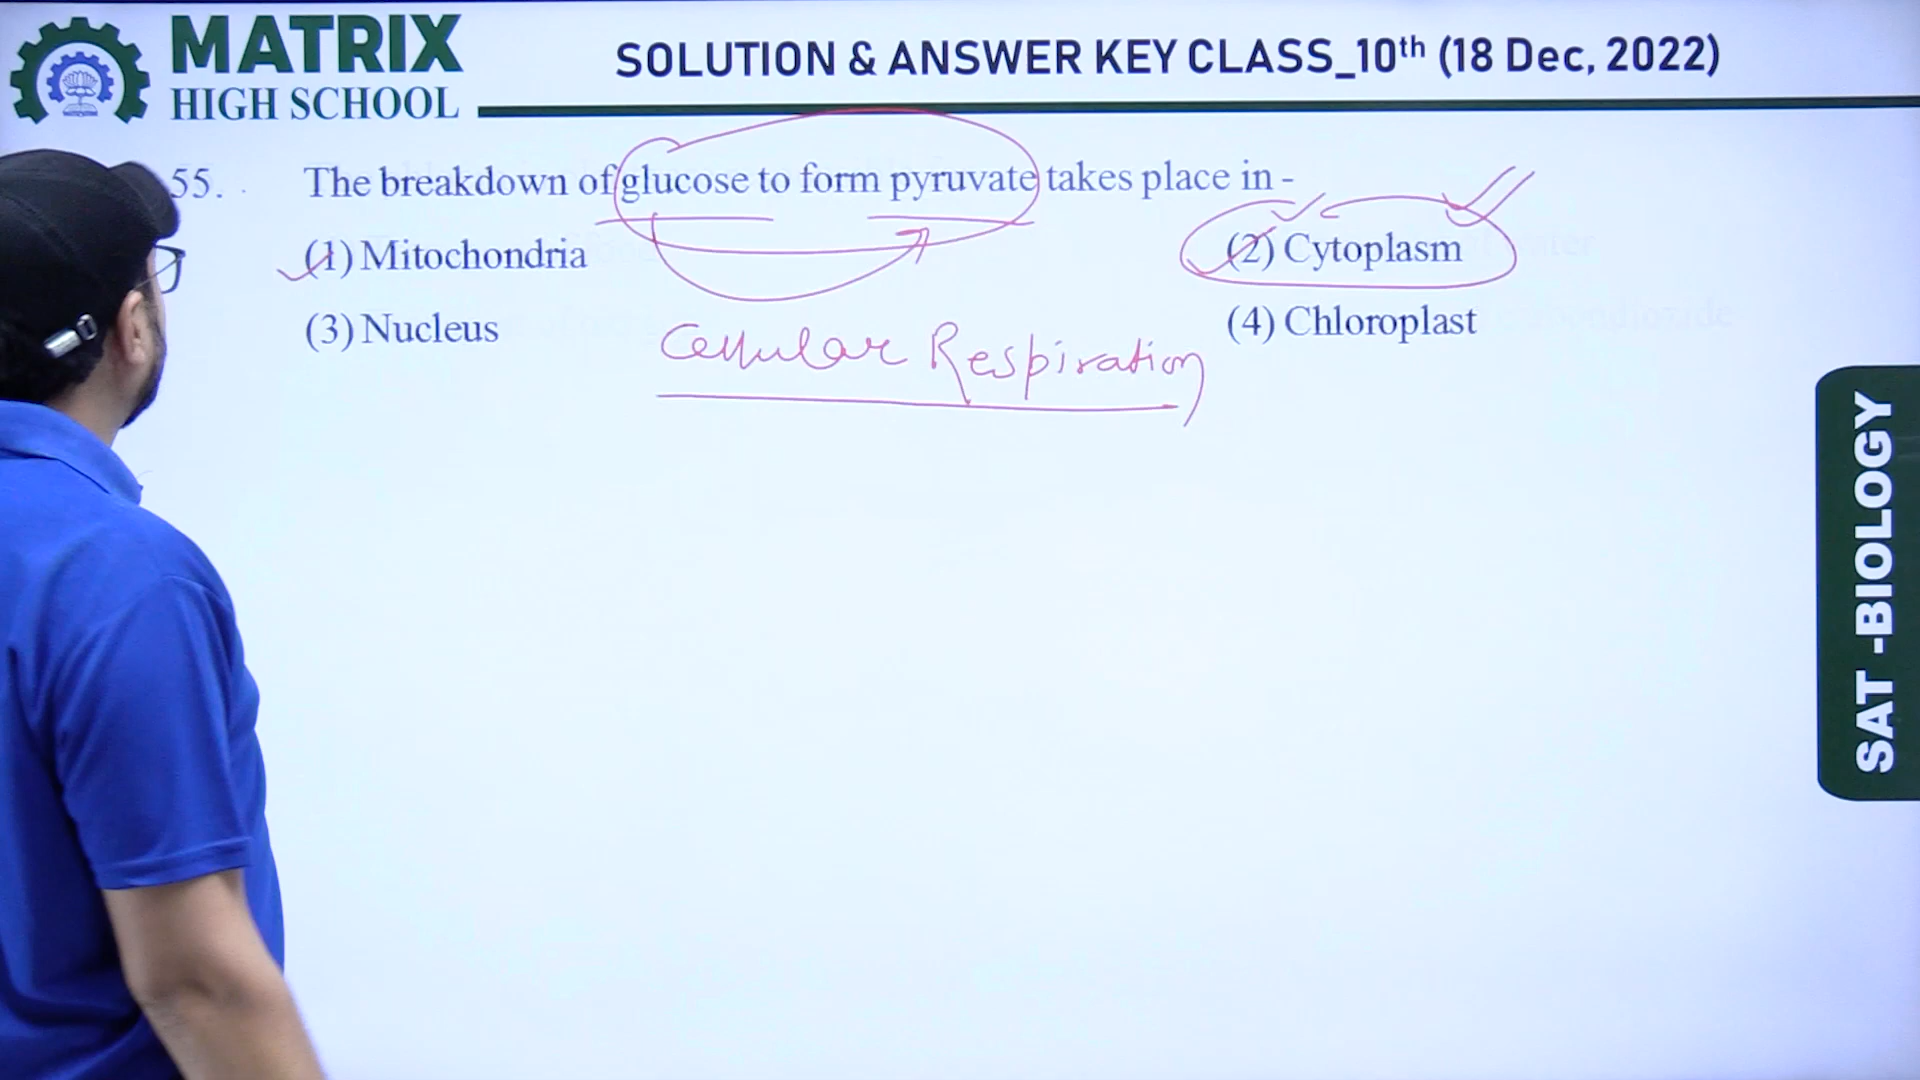 MATRIX
HIGH SCHOOL
SOLUTION & ANSWER KEY CLASS_10th (18 Dec, 2022)
55. The breakdown of glucose to form pyruvate takes place in -
(1) Mitochondria (2) Cytoplasm
(3) Nucleus (4) Chloroplast
Cellular Respiration
SAT -BIOLOGY